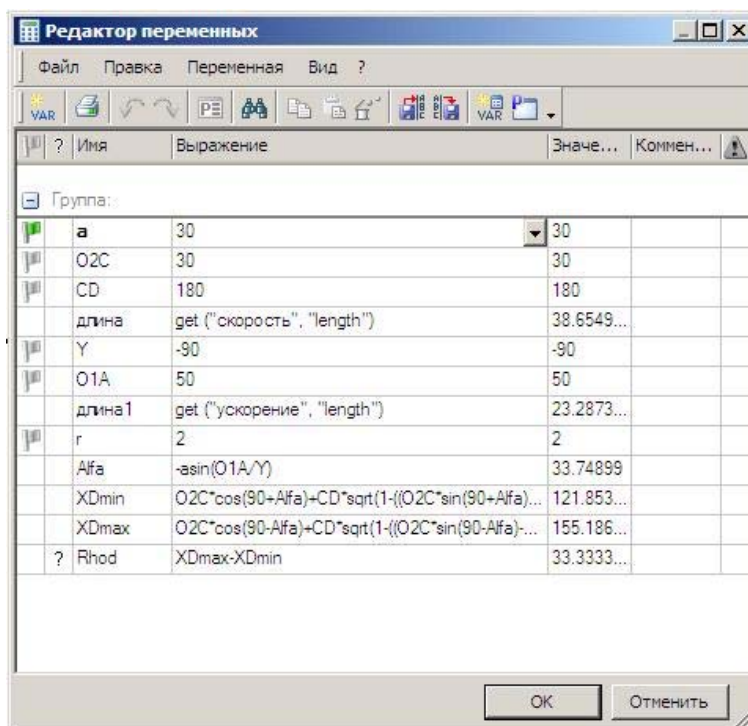 Редактор переменных
Файл Правка Переменная Вид ?
VAR PE VAR P
? Имя Выражение Значе... Коммен...
Группа:
a 30 30
O2C 30 30
CD 180 180
длина get ("скорость", "length") 38.6549...
Y -90 -90
O1A 50 50
длина1 get ("ускорение", "length") 23.2873...
r 2 2
Alfa -asin(O1A/Y) 33.74899
XDmin O2C*cos(90+Alfa)+CD*sqrt(1-((O2C*sin(90+Alfa)... 121.853...
XDmax O2C*cos(90-Alfa)+CD*sqrt(1-((O2C*sin(90-Alfa)-... 155.186...
? Rhod XDmax-XDmin 33.3333...
OK Отменить